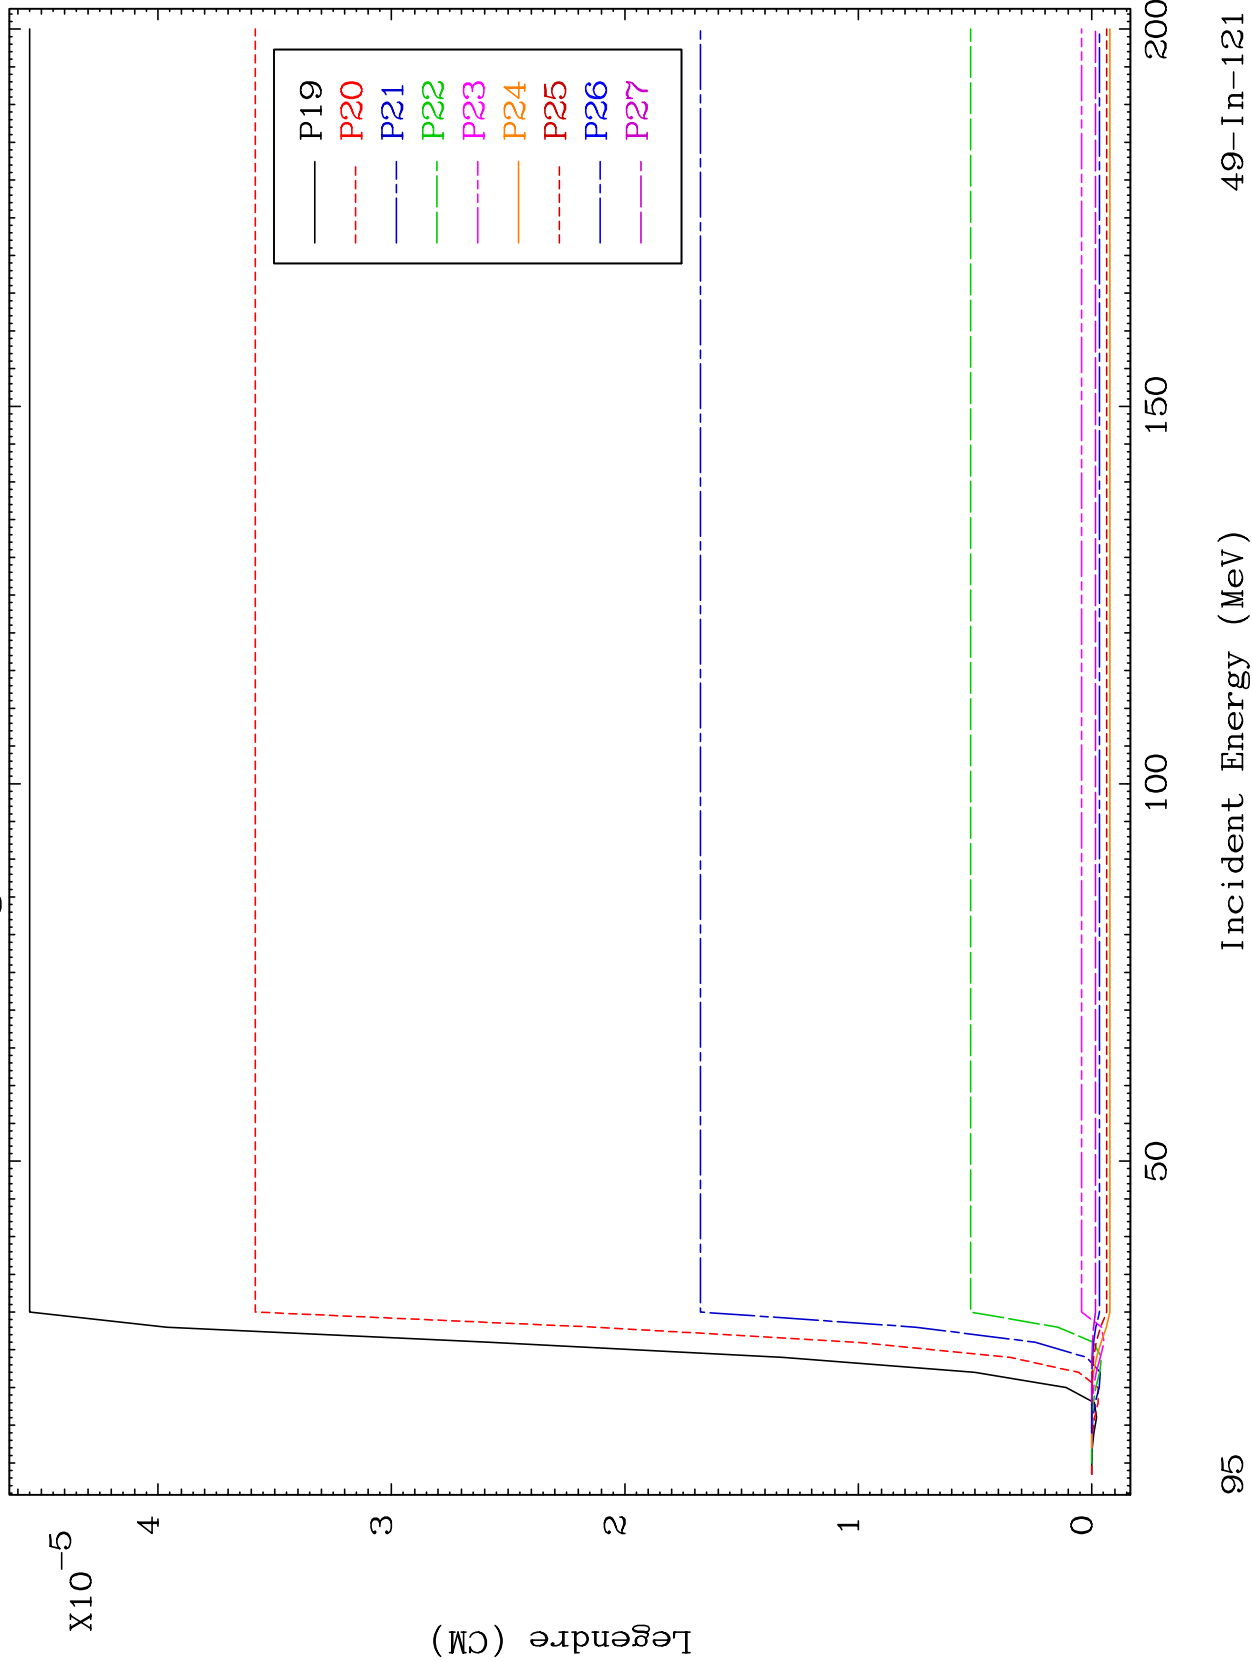 X10-5
4
3
2
1
0
Legendre (CM)
P19
P20
P21
P22
P23
P24
P25
P26
P27
50
100
150
200
Incident Energy (MeV)
95
49-In-121